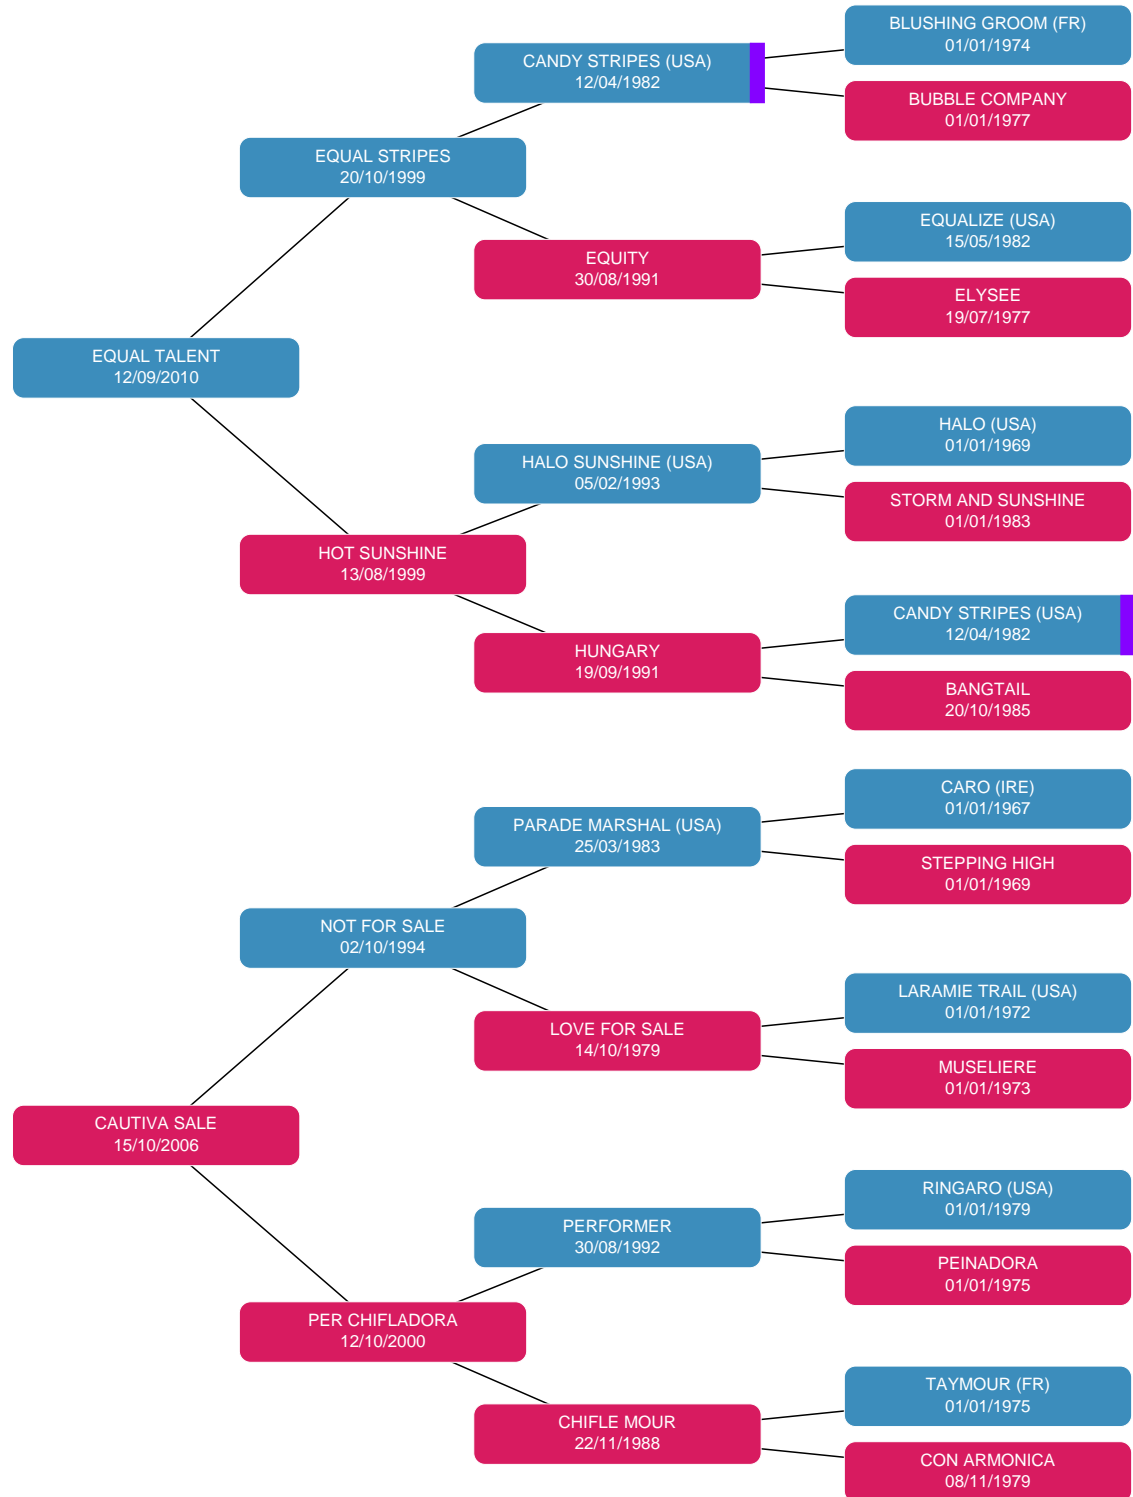 BLUSHING GROOM (FR)
01/01/1974
CANDY STRIPES (USA)
12/04/1982
BUBBLE COMPANY
01/01/1977
EQUAL STRIPES
20/10/1999
EQUALIZE (USA)
15/05/1982
EQUITY
30/08/1991
ELYSEE
19/07/1977
EQUAL TALENT
12/09/2010
HALO (USA)
01/01/1969
HALO SUNSHINE (USA)
05/02/1993
STORM AND SUNSHINE
01/01/1983
HOT SUNSHINE
13/08/1999
CANDY STRIPES (USA)
12/04/1982
HUNGARY
19/09/1991
BANGTAIL
20/10/1985
CARO (IRE)
01/01/1967
PARADE MARSHAL (USA)
25/03/1983
STEPPING HIGH
01/01/1969
NOT FOR SALE
02/10/1994
LARAMIE TRAIL (USA)
01/01/1972
LOVE FOR SALE
14/10/1979
MUSELIERE
01/01/1973
CAUTIVA SALE
15/10/2006
RINGARO (USA)
01/01/1979
PERFORMER
30/08/1992
PEINADORA
01/01/1975
PER CHIFLADORA
12/10/2000
TAYMOUR (FR)
01/01/1975
CHIFLE MOUR
22/11/1988
CON ARMONICA
08/11/1979